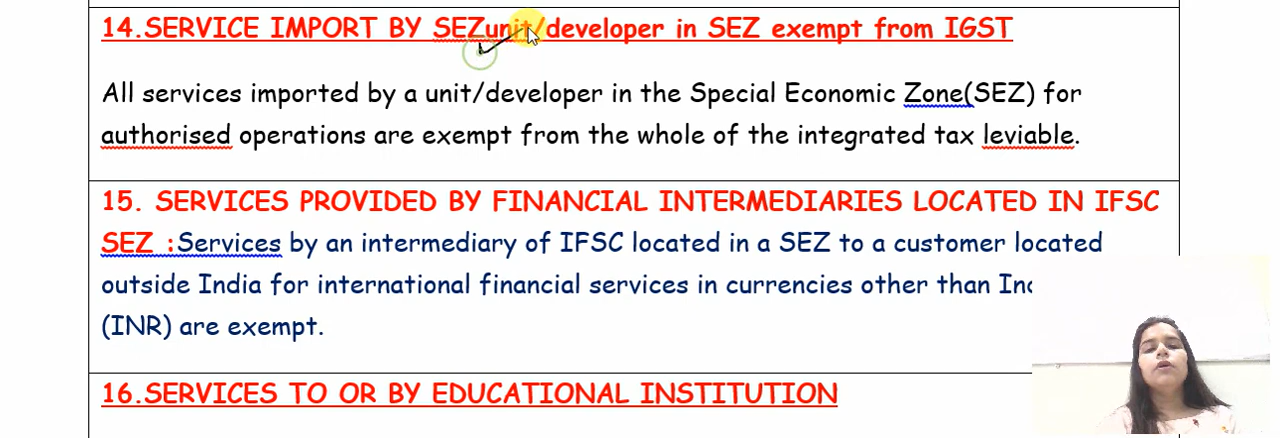 14.SERVICE IMPORT BY SEZunit/developer in SEZ exempt from IGST
All services imported by a unit/developer in the Special Economic Zone(SEZ) for
authorised operations are exempt from the whole of the integrated tax leviable.
15. SERVICES PROVIDED BY FINANCIAL INTERMEDIARIES LOCATED IN IFSC
SEZ :Services by an intermediary of IFSC located in a SEZ to a customer located
outside India for international financial services in currencies other than
(INR) are exempt.
16.SERVICES TO OR BY EDUCATIONAL INSTITUTION